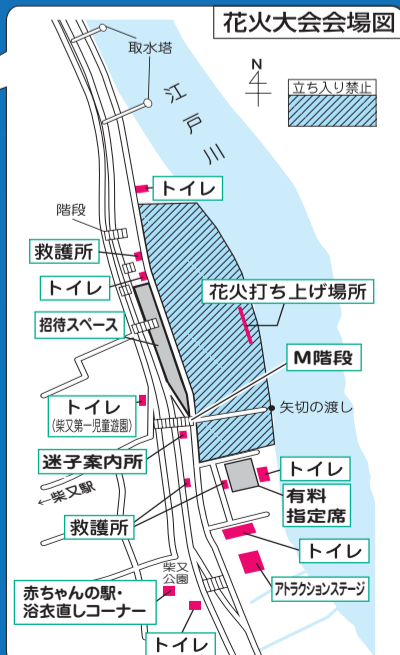 花火大会会場図
取水塔
N
立ち入り禁止
江戸川
トイレ
階段
救護所
トイレ
花火打ち上げ場所
招待スペース
M階段
トイレ
(柴又第一児童遊園)
矢切の渡し
迷子案内所
トイレ
←柴又駅
有料
指定席
救護所
トイレ
柴又
公園
アトラクションステージ
赤ちゃんの駅・
浴衣直しコーナー
トイレ